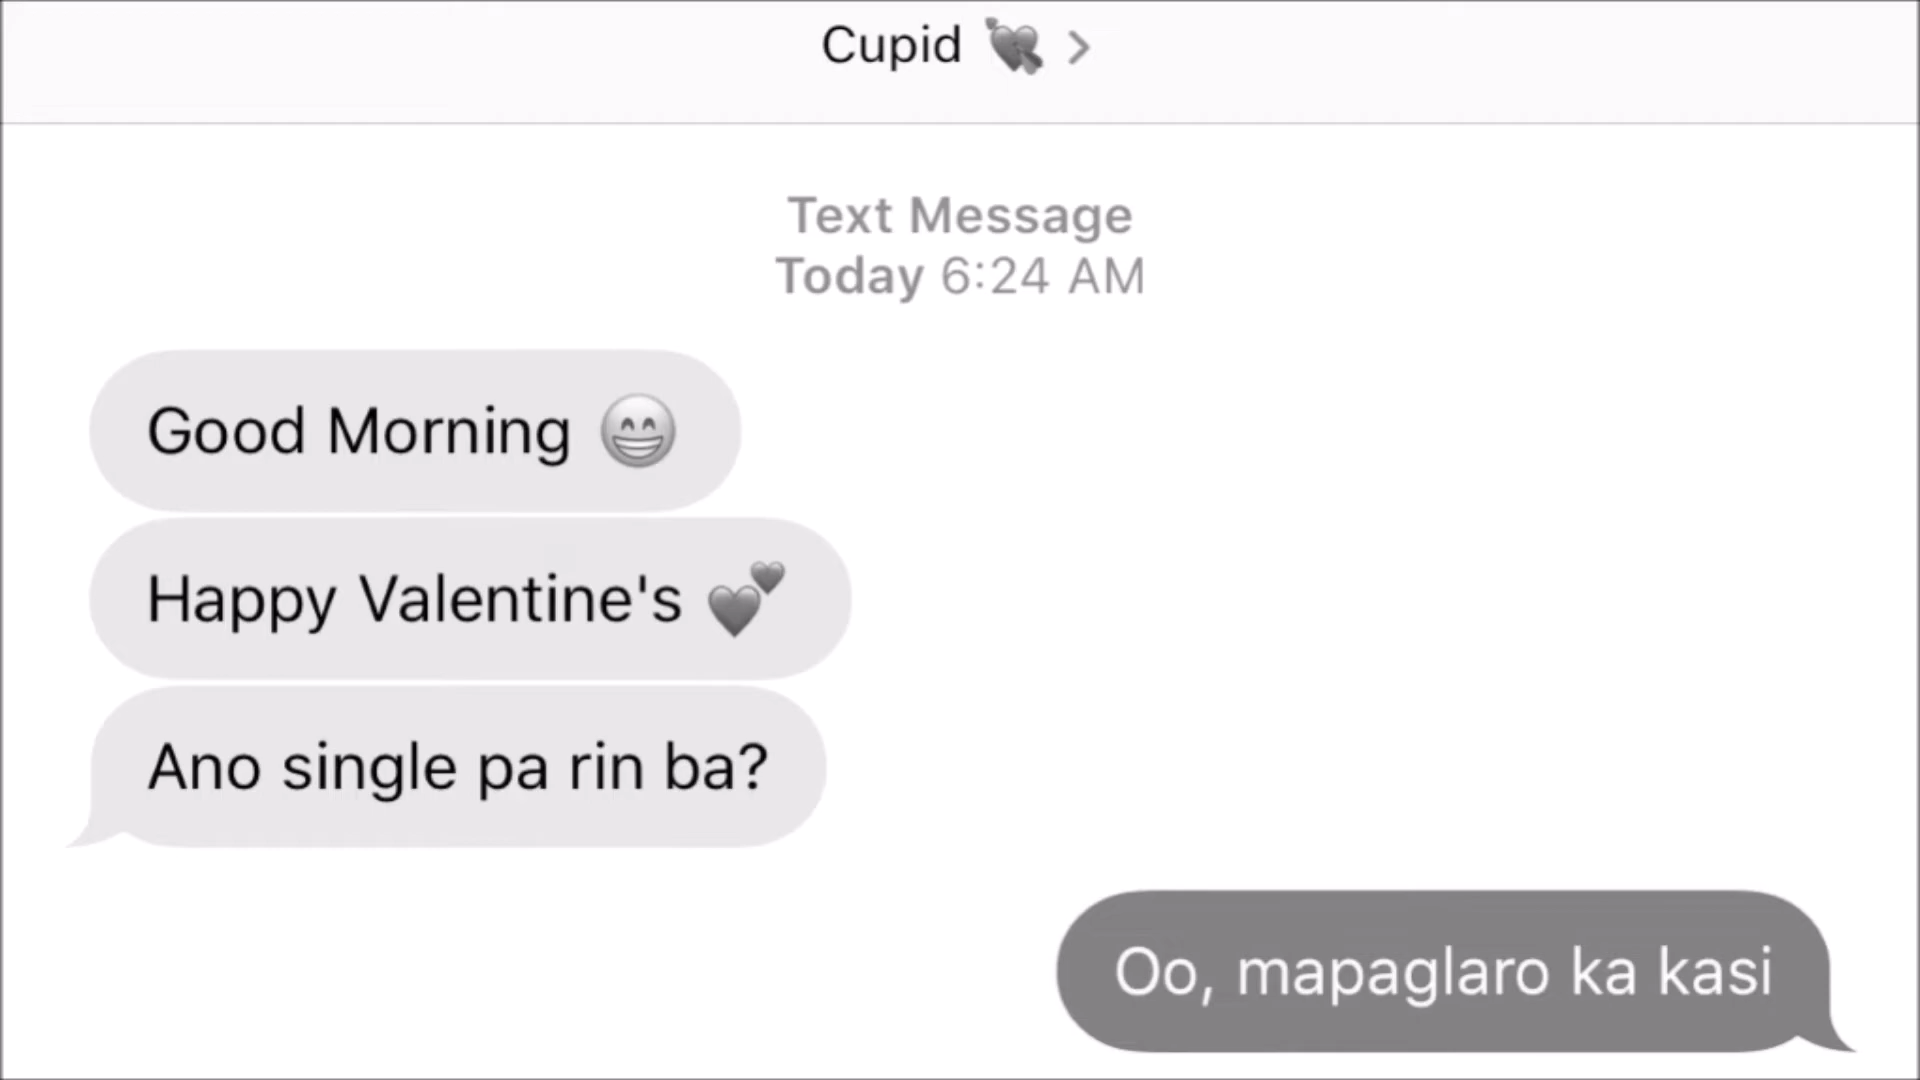 Cupid 💘
Text Message
Today 6:24 AM
Good Morning 😁
Happy Valentine's 💕
Ano single pa rin ba?
Oo, mapaglaro ka kasi